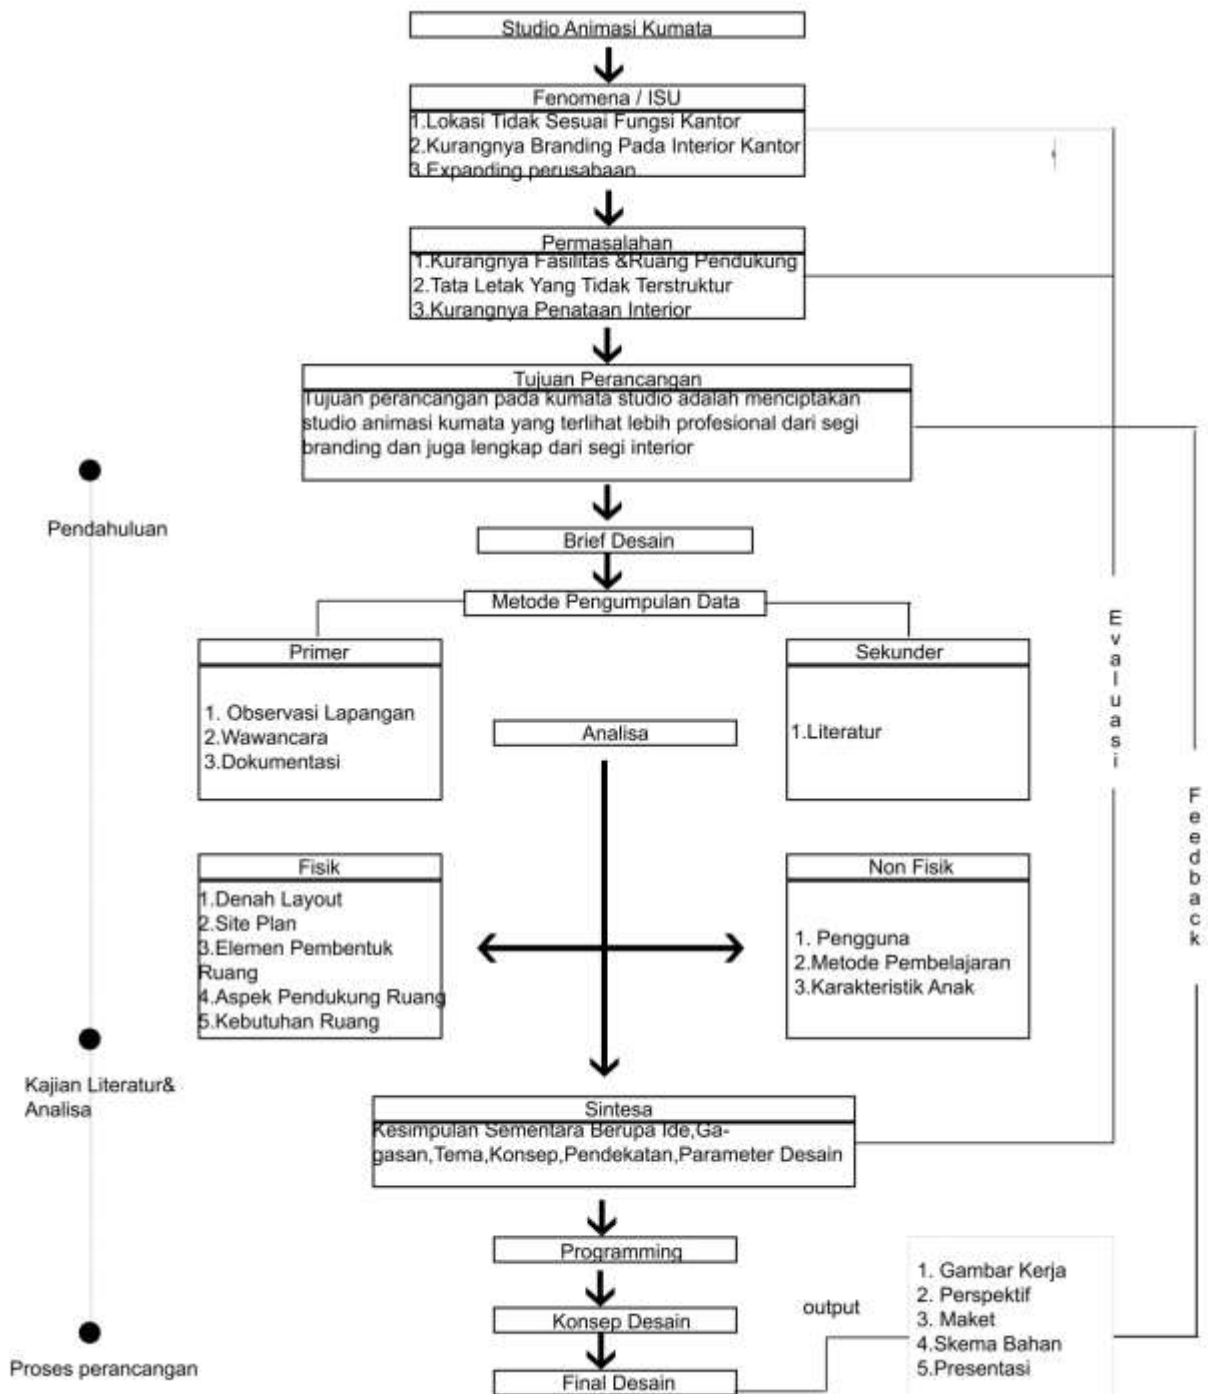 Studio Animasi Kumata
Fenomena / ISU
1.Lokasi Tidak Sesuai Fungsi Kantor
2.Kurangnya Branding Pada Interior Kantor
3.Expanding perusahaan
Permasalahan
1.Kurangnya Fasilitas &Ruang Pendukung
2.Tata Letak Yang Tidak Terstruktur
3.Kurangnya Penataan Interior
Tujuan Perancangan
Tujuan perancangan pada kumata studio adalah menciptakan
studio animasi kumata yang terlihat lebih profesional dari segi
branding dan juga lengkap dari segi interior
Pendahuluan
Brief Desain
Metode Pengumpulan Data
Primer
1. Observasi Lapangan
2.Wawancara
3.Dokumentasi
Sekunder
1.Literatur
Analisa
Evaluasi
Feedback
Fisik
1.Denah Layout
2.Site Plan
3.Elemen Pembentuk
Ruang
4.Aspek Pendukung Ruang
5.Kebutuhan Ruang
Non Fisik
1. Pengguna
2.Metode Pembelajaran
3.Karakteristik Anak
Kajian Literatur&
Analisa
Sintesa
Kesimpulan Sementara Berupa Ide,Ga-
gasan,Tema,Konsep,Pendekatan,Parameter Desain
Programming
Konsep Desain
Final Desain
output
1. Gambar Kerja
2. Perspektif
3. Maket
4.Skema Bahan
5.Presentasi
Proses perancangan